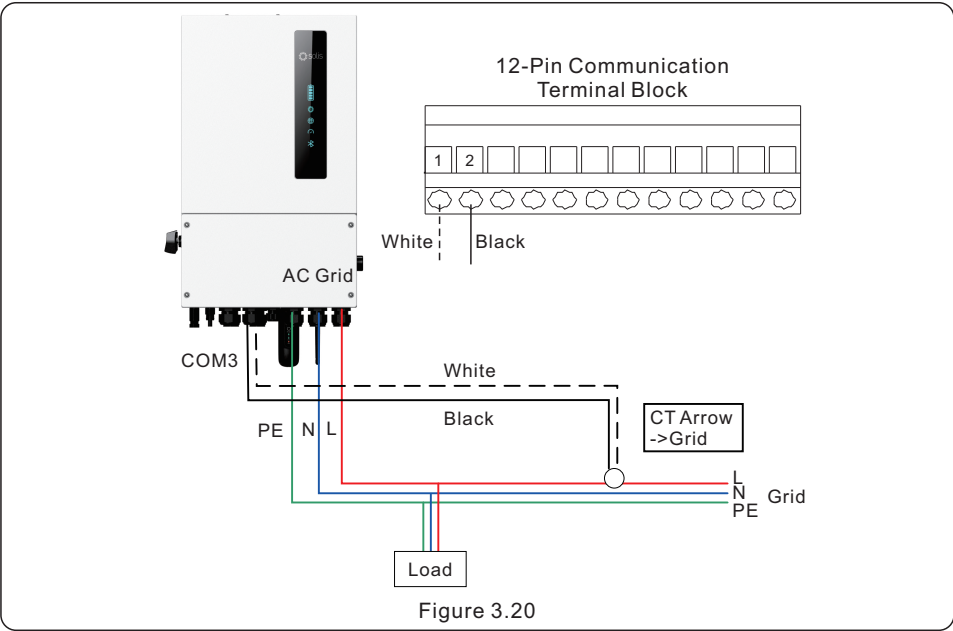 solis
12-Pin Communication
Terminal Block
1 2
White
Black
AC Grid
COM3
White
Black
CT Arrow
->Grid
PE N L
L
N
PE
Grid
Load
Figure 3.20